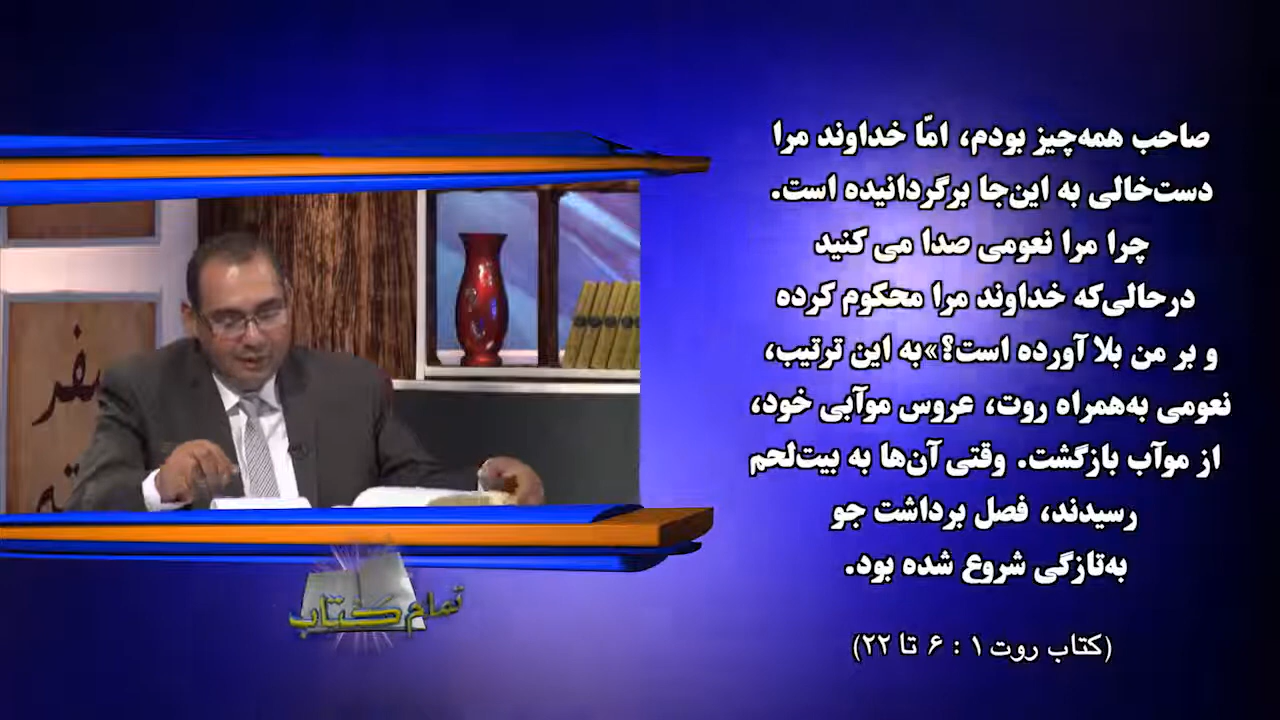 صاحب همه‌چیز بودم، امّا خداوند مرا
دست‌خالی به این‌جا برگردانیده است.
چرا مرا نعومی صدا می کنید
درحالی‌که خداوند مرا محکوم کرده
و بر من بلا آورده است؟»به این ترتیب،
نعومی به‌همراه روت، عروس موآبی خود،
از موآب بازگشت. وقتی آن‌ها به بیت‌لحم
رسیدند، فصل برداشت جو
به‌تازگی شروع شده بود.
(کتاب روت ۱ : ۶ تا ۲۲)
سفر
تمام کتاب